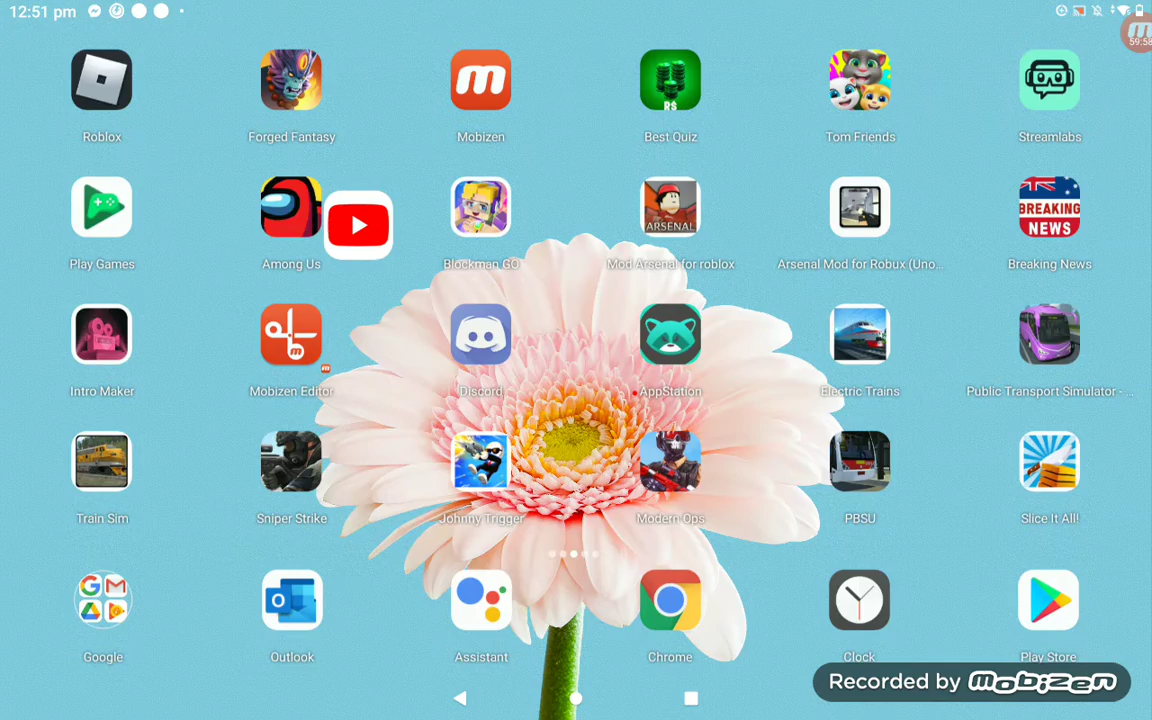 12:51 pm
59:58
Roblox
Forged Fantasy
Mobizen
R$
Best Quiz
Tom Friends
Streamlabs
Play Games
Among Us
Blockman GO
ARSENAL
Mod Arsenal for roblox
Arsenal Mod for Robux (Uno...
BREAKING
NEWS
Breaking News
Intro Maker
Mobizen Editor
Discord
AppStation
Electric Trains
Public Transport Simulator - ...
Train Sim
Sniper Strike
Johnny Trigger
Modern Ops
PBSU
Slice It All!
Google
Outlook
Assistant
Chrome
Clock
Play Store
Recorded by mobizen